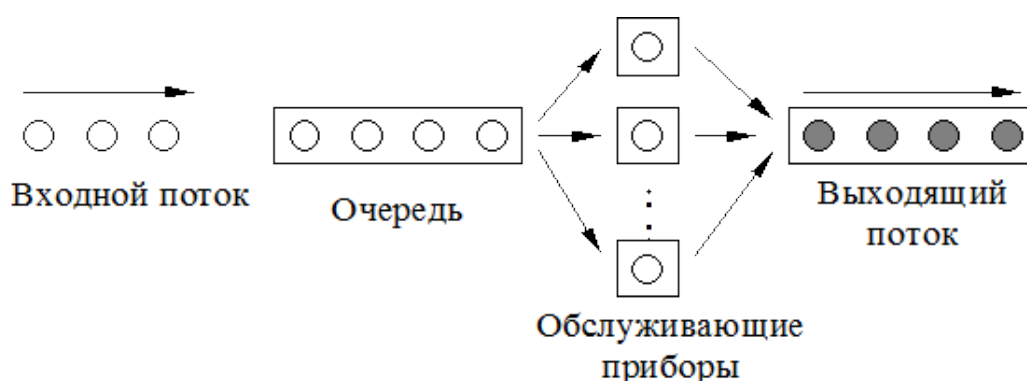 Входной поток
Очередь
Обслуживающие
приборы
Выходящий
поток